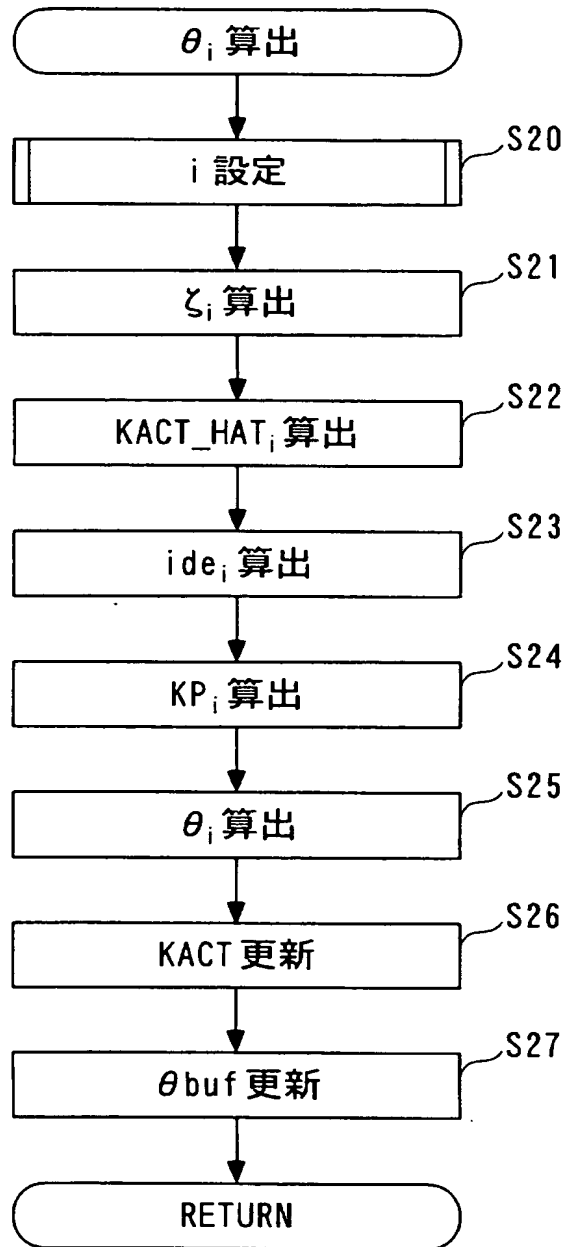 θi 算出
S20
i 設定
S21
ζi 算出
S22
KACT_HATi 算出
S23
idei 算出
S24
KPi 算出
S25
θi 算出
S26
KACT 更新
S27
θbuf 更新
RETURN